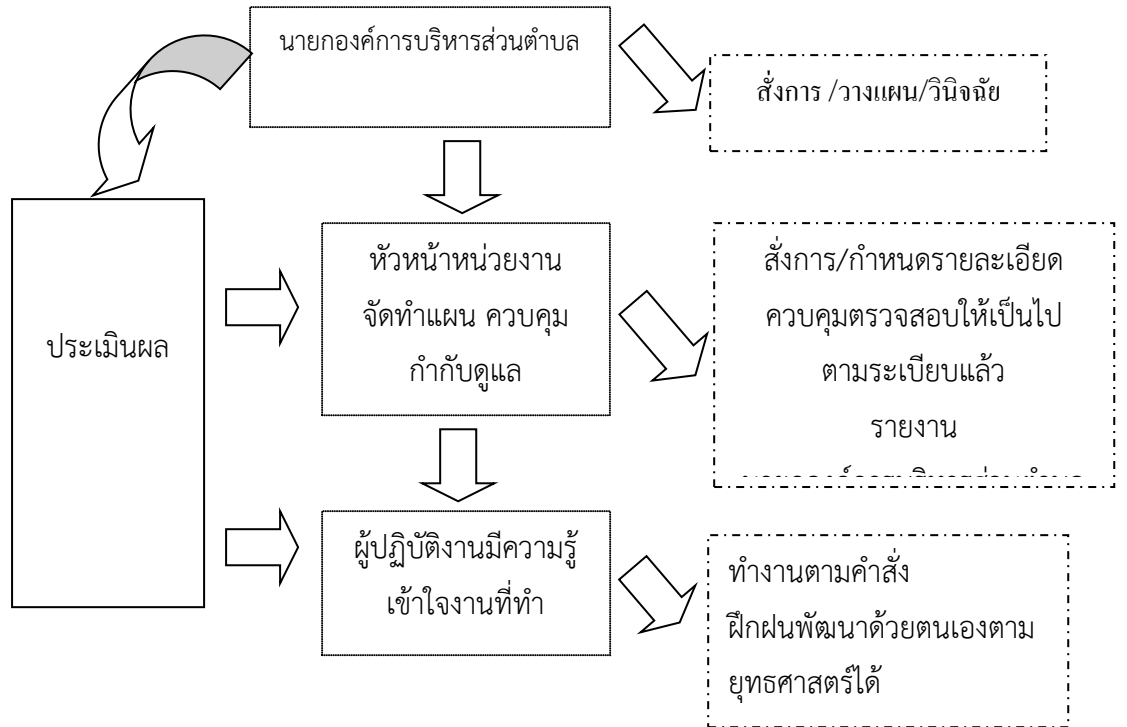 นายกองค์การบริหารส่วนตำบล
สั่งการ /วางแผน/วินิจฉัย
ประเมินผล
หัวหน้าหน่วยงาน
จัดทำแผน ควบคุม
กำกับดูแล
สั่งการ/กำหนดรายละเอียด
ควบคุมตรวจสอบให้เป็นไป
ตามระเบียบแล้ว
รายงาน
ผู้ปฏิบัติงานมีความรู้
เข้าใจงานที่ทำ
ทำงานตามคำสั่ง
ฝึกฝนพัฒนาด้วยตนเองตาม
ยุทธศาสตร์ได้